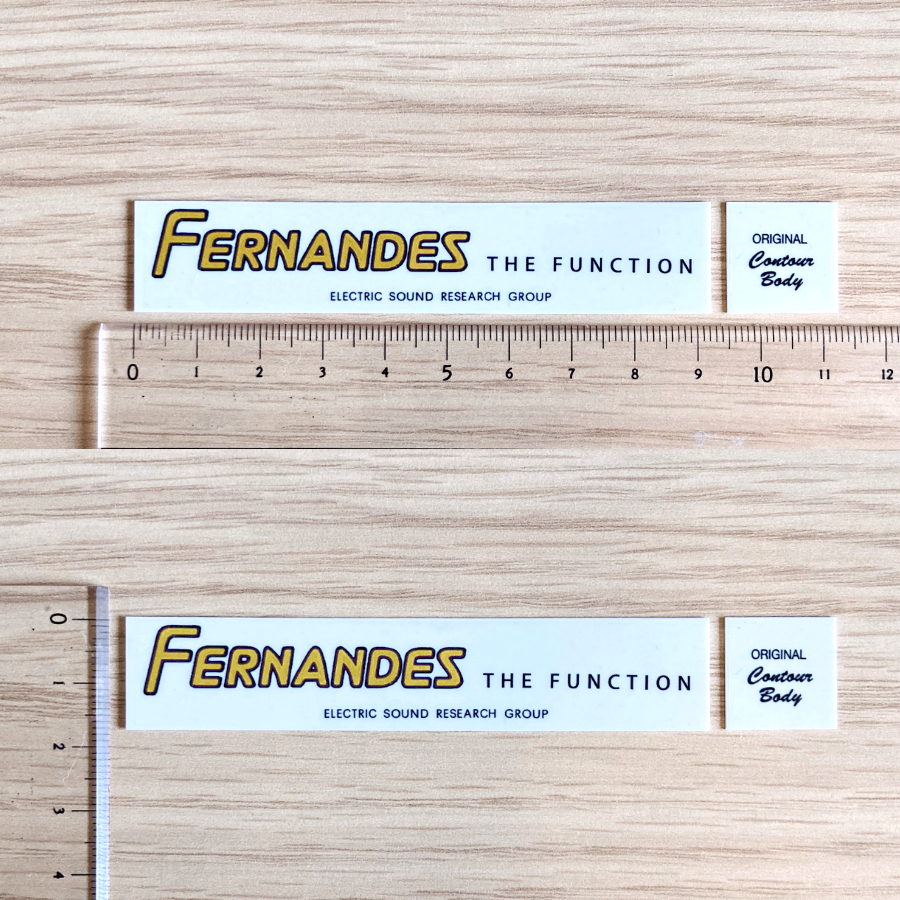 FERNANDES THE FUNCTION
ELECTRIC SOUND RESEARCH GROUP
ORIGINAL
Contour
Body
0 1 2 3 4 5 6 7 8 9 10 11 12
FERNANDES THE FUNCTION
ELECTRIC SOUND RESEARCH GROUP
ORIGINAL
Contour
Body
0
1
2
3
4